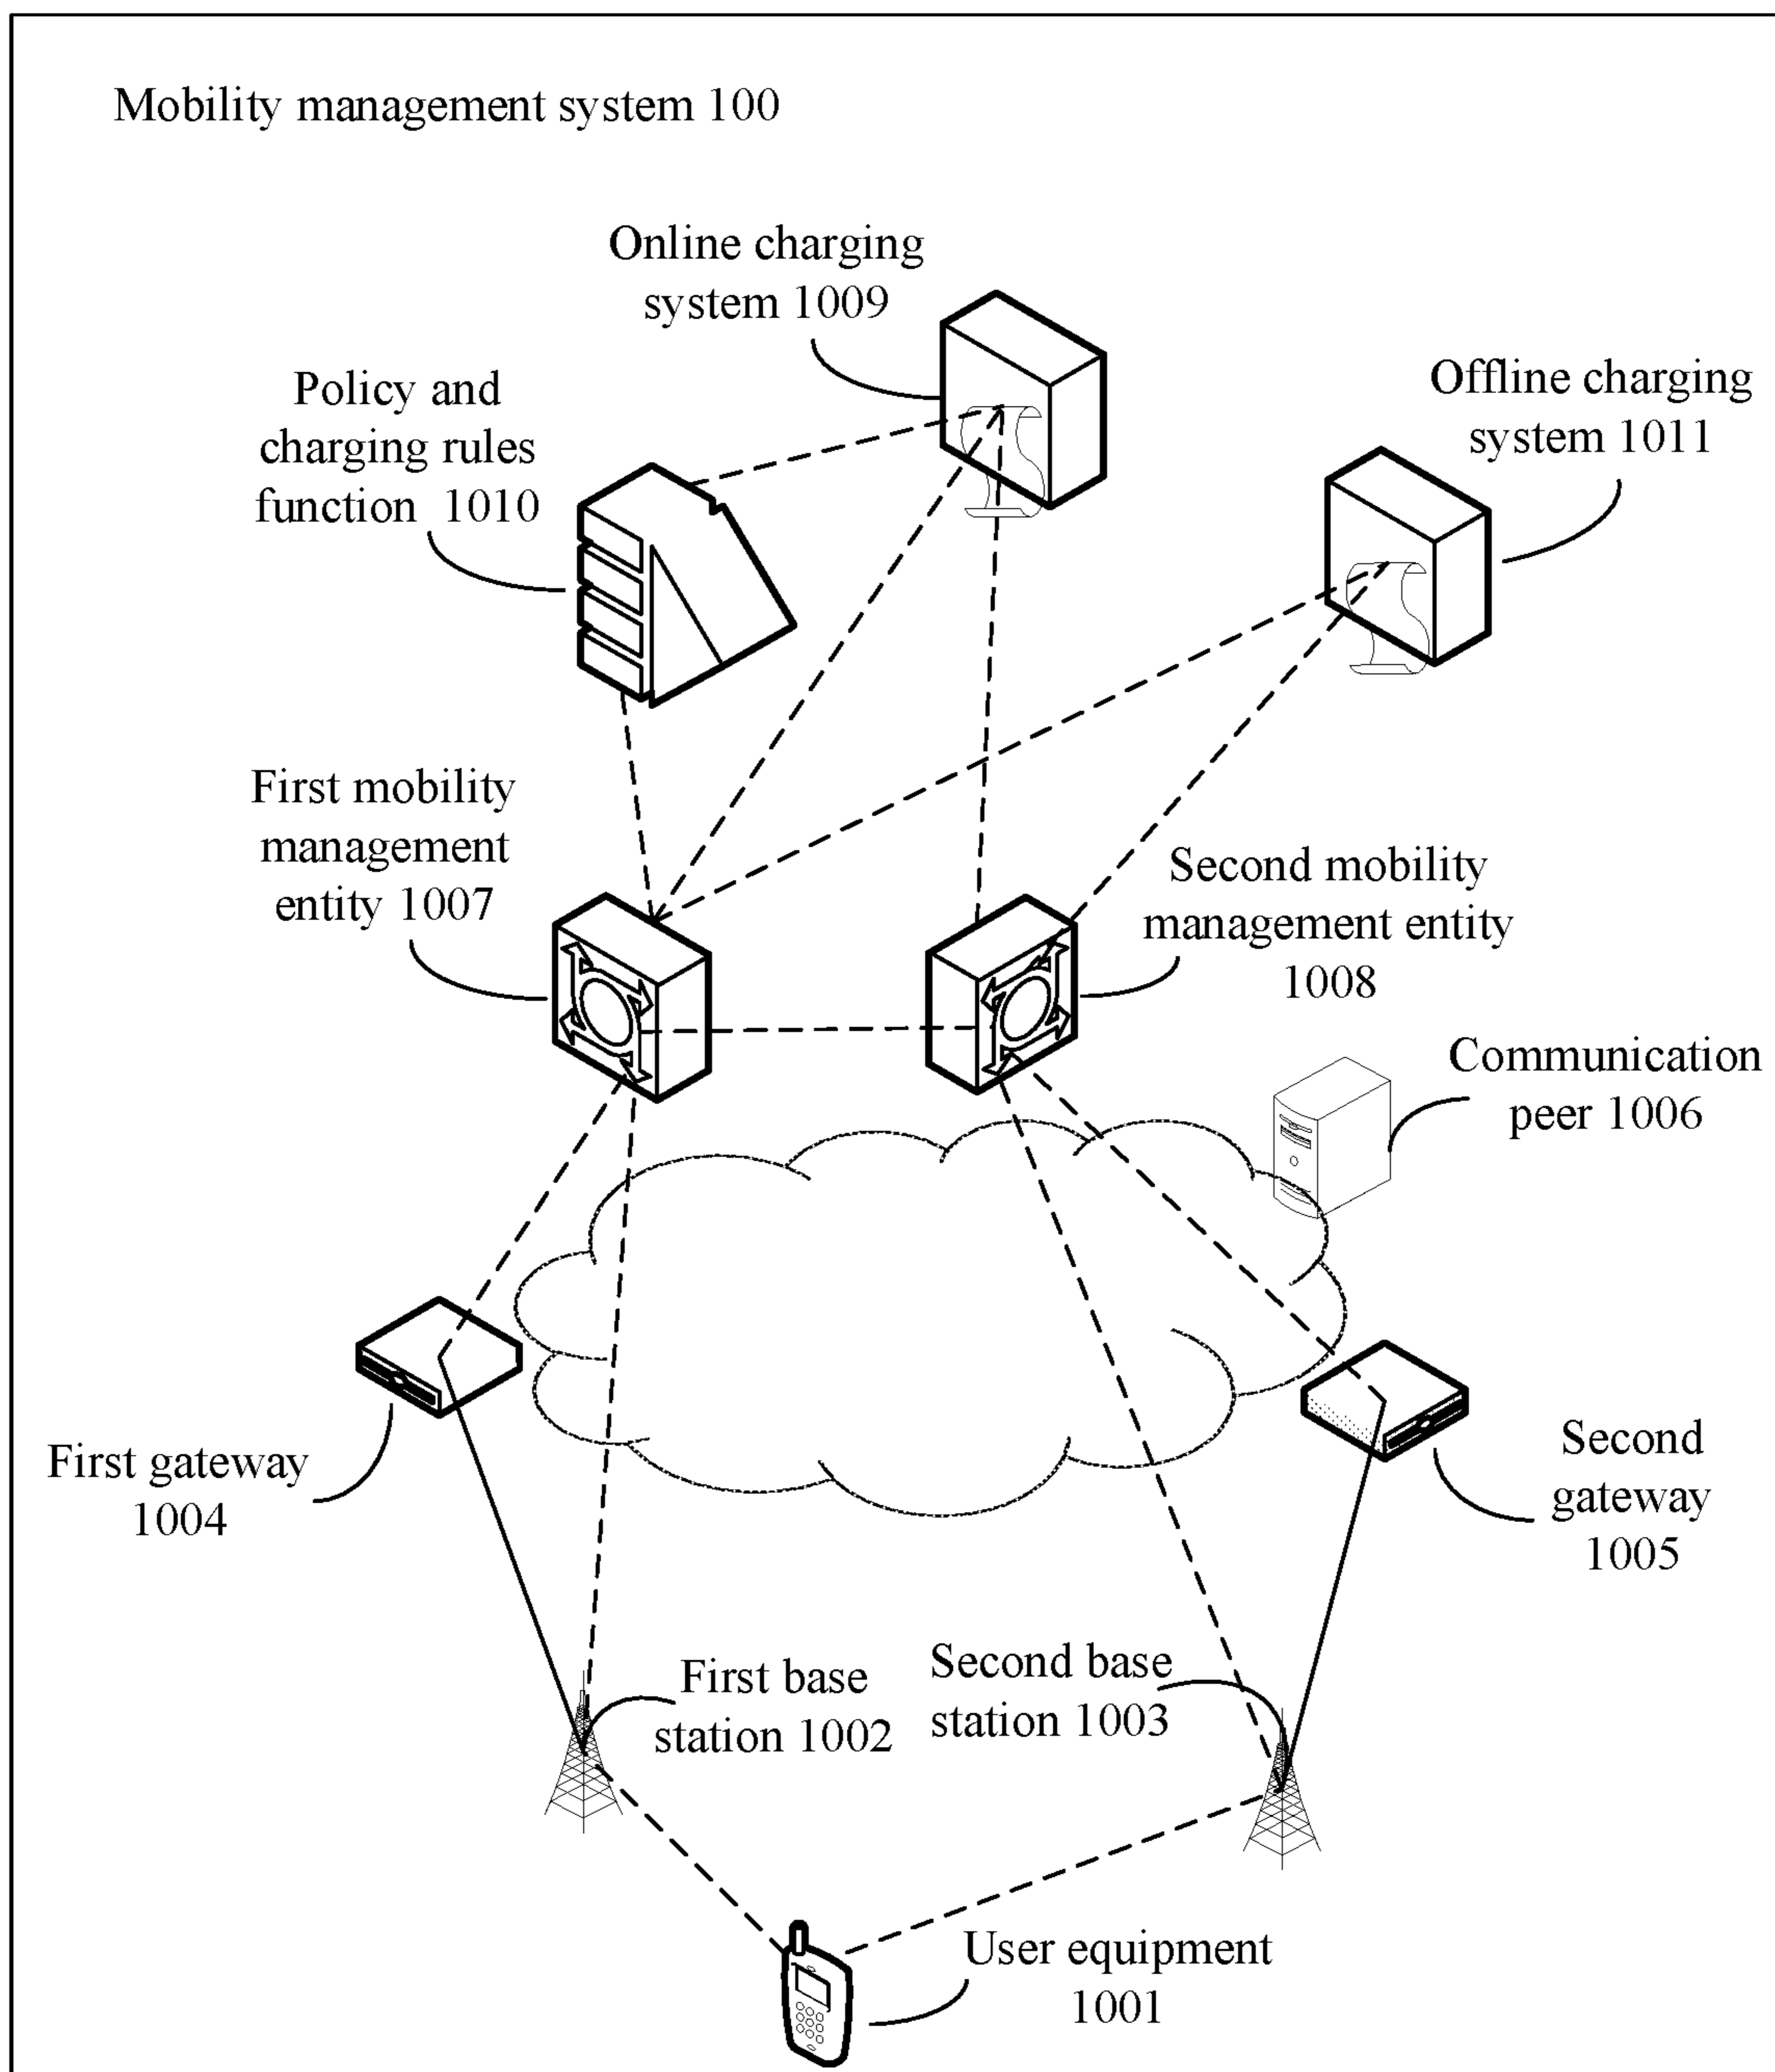 Mobility management system 100
Online charging
system 1009
Policy and
charging rules
function 1010
Offline charging
system 1011
First mobility
management
entity 1007
Second mobility
management entity
1008
Communication
peer 1006
First gateway
1004
Second
gateway
1005
First base
station 1002
Second base
station 1003
User equipment
1001